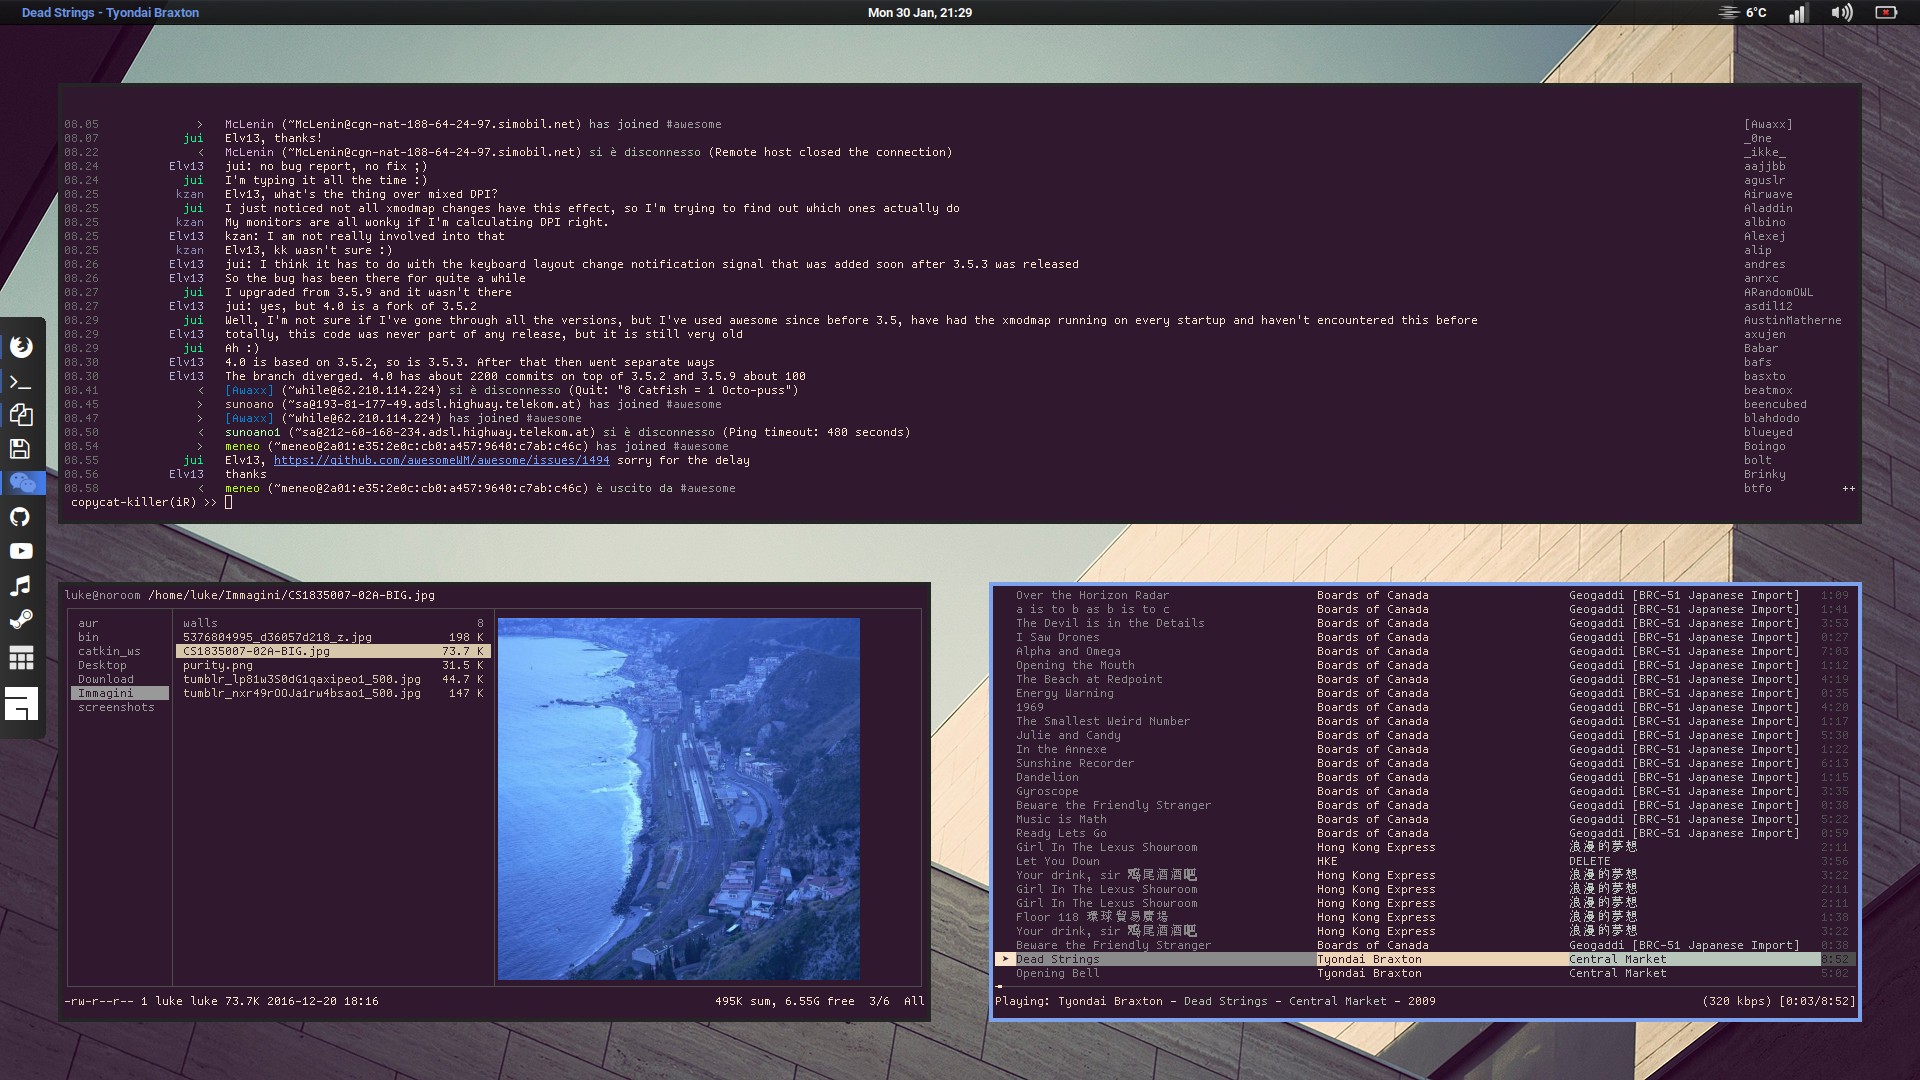 Dead Strings - Tyondai Braxton
Mon 30 Jan, 21:29
6°C
08.05 > McLenin (~McLenin@cgn-nat-188-64-24-97.simobil.net) has joined #awesome
08.07 jui Elv13, thanks!
08.22 < McLenin (~McLenin@cgn-nat-188-64-24-97.simobil.net) si è disconnesso (Remote host closed the connection)
08.24 Elv13 jui: no bug report, no fix ;)
08.24 jui I'm typing it all the time :)
08.25 kzan Elv13, what's the thing over mixed DPI?
08.25 jui I just noticed not all xmodmap changes have this effect, so I'm trying to find out which ones actually do
08.25 kzan My monitors are all wonky if I'm calculating DPI right.
08.25 Elv13 kzan: I am not really involved into that
08.25 kzan Elv13, kk wasn't sure :)
08.26 Elv13 jui: I think it has to do with the keyboard layout change notification signal that was added soon after 3.5.3 was released
08.26 Elv13 So the bug has been there for quite a while
08.27 jui I upgraded from 3.5.9 and it wasn't there
08.27 Elv13 jui: yes, but 4.0 is a fork of 3.5.2
08.29 jui Well, I'm not sure if I've gone through all the versions, but I've used awesome since before 3.5, have had the xmodmap running on every startup and haven't encountered this before
08.29 Elv13 totally, this code was never part of any release, but it is still very old
08.29 jui Ah :)
08.30 Elv13 4.0 is based on 3.5.2, so is 3.5.3. After that then went separate ways
08.30 Elv13 The branch diverged. 4.0 has about 2200 commits on top of 3.5.2 and 3.5.9 about 100
08.41 < [Awaxx] (~while@62.210.114.224) si è disconnesso (Quit: "8 Catfish = 1 Octo-puss")
08.45 > sunoano (~sa@193-81-177-49.adsl.highway.telekom.at) has joined #awesome
08.47 > [Awaxx] (~while@62.210.114.224) has joined #awesome
08.50 < sunoano1 (~sa@212-60-168-234.adsl.highway.telekom.at) si è disconnesso (Ping timeout: 480 seconds)
08.54 > meneo (~meneo@2a01:e35:2e0c:cb0:a457:9640:c7ab:c46c) has joined #awesome
08.55 jui Elv13, https://github.com/awesomeWM/awesome/issues/1494 sorry for the delay
08.56 Elv13 thanks
08.58 < meneo (~meneo@2a01:e35:2e0c:cb0:a457:9640:c7ab:c46c) è uscito da #awesome
copycat-killer(iR) >>
[Awaxx]
_0ne
_ikke_
aajjbb
aguslr
Airwave
Aladdin
albino
Alexej
alip
andres
anrxc
ARandomOWL
asdil12
AustinMatherne
axujen
Babar
bafs
basxto
beatmox
beencubed
blahdodo
blueyed
Boingo
bolt
Brinky
btfo ++
luke@noroom /home/luke/Immagini/CS1835007-02A-BIG.jpg
aur
bin
catkin_ws
Desktop
Download
Immagini
screenshots
walls 8
5376804995_d36057d218_z.jpg 198 K
CS1835007-02A-BIG.jpg 73.7 K
purity.png 31.5 K
tumblr_lp81w3S0dG1qaxipeo1_500.jpg 44.7 K
tumblr_nxr49rO0Ja1rw4bsao1_500.jpg 147 K
-rw-r--r-- 1 luke luke 73.7K 2016-12-20 18:16 495K sum, 6.55G free 3/6 All
Over the Horizon Radar Boards of Canada Geogaddi [BRC-51 Japanese Import] 1:09
a is to b as b is to c Boards of Canada Geogaddi [BRC-51 Japanese Import] 1:41
The Devil is in the Details Boards of Canada Geogaddi [BRC-51 Japanese Import] 3:53
I Saw Drones Boards of Canada Geogaddi [BRC-51 Japanese Import] 0:27
Alpha and Omega Boards of Canada Geogaddi [BRC-51 Japanese Import] 7:03
Opening the Mouth Boards of Canada Geogaddi [BRC-51 Japanese Import] 1:12
The Beach at Redpoint Boards of Canada Geogaddi [BRC-51 Japanese Import] 4:19
Energy Warning Boards of Canada Geogaddi [BRC-51 Japanese Import] 0:35
1969 Boards of Canada Geogaddi [BRC-51 Japanese Import] 4:20
The Smallest Weird Number Boards of Canada Geogaddi [BRC-51 Japanese Import] 1:17
Julie and Candy Boards of Canada Geogaddi [BRC-51 Japanese Import] 5:30
In the Annexe Boards of Canada Geogaddi [BRC-51 Japanese Import] 1:22
Sunshine Recorder Boards of Canada Geogaddi [BRC-51 Japanese Import] 6:13
Dandelion Boards of Canada Geogaddi [BRC-51 Japanese Import] 1:15
Gyroscope Boards of Canada Geogaddi [BRC-51 Japanese Import] 3:35
Beware the Friendly Stranger Boards of Canada Geogaddi [BRC-51 Japanese Import] 0:38
Music is Math Boards of Canada Geogaddi [BRC-51 Japanese Import] 5:22
Ready Lets Go Boards of Canada Geogaddi [BRC-51 Japanese Import] 0:59
Girl In The Lexus Showroom Hong Kong Express 浪漫的夢想 2:11
Let You Down HKE DELETE 3:56
Your drink, sir 鸡尾酒酒吧 Hong Kong Express 浪漫的夢想 3:22
Girl In The Lexus Showroom Hong Kong Express 浪漫的夢想 2:11
Girl In The Lexus Showroom Hong Kong Express 浪漫的夢想 2:11
Floor 118 環球貿易廣場 Hong Kong Express 浪漫的夢想 1:38
Your drink, sir 鸡尾酒酒吧 Hong Kong Express 浪漫的夢想 3:22
Beware the Friendly Stranger Boards of Canada Geogaddi [BRC-51 Japanese Import] 0:38
Dead Strings Tyondai Braxton Central Market 8:52
Opening Bell Tyondai Braxton Central Market 5:02
Playing: Tyondai Braxton - Dead Strings - Central Market - 2009 (320 kbps) [0:03/8:52]